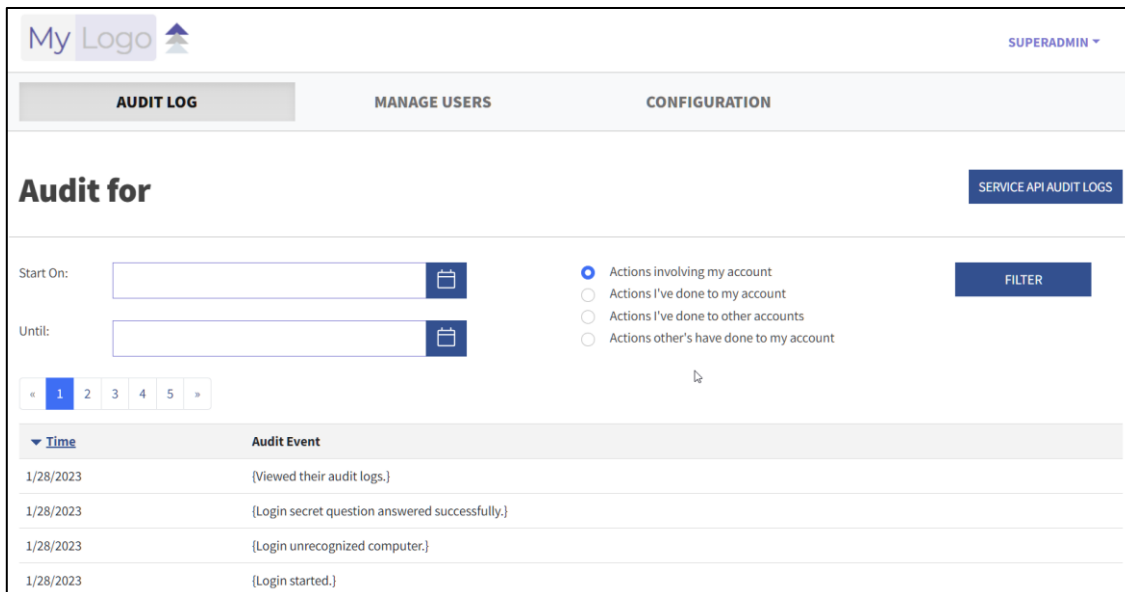 My Logo
SUPERADMIN
AUDIT LOG MANAGE USERS CONFIGURATION
Audit for
SERVICE API AUDIT LOGS
Start On:
Until:
Actions involving my account
Actions I've done to my account
Actions I've done to other accounts
Actions other's have done to my account
FILTER
« 1 2 3 4 5 »
Time Audit Event
1/28/2023 {Viewed their audit logs.}
1/28/2023 {Login secret question answered successfully.}
1/28/2023 {Login unrecognized computer.}
1/28/2023 {Login started.}